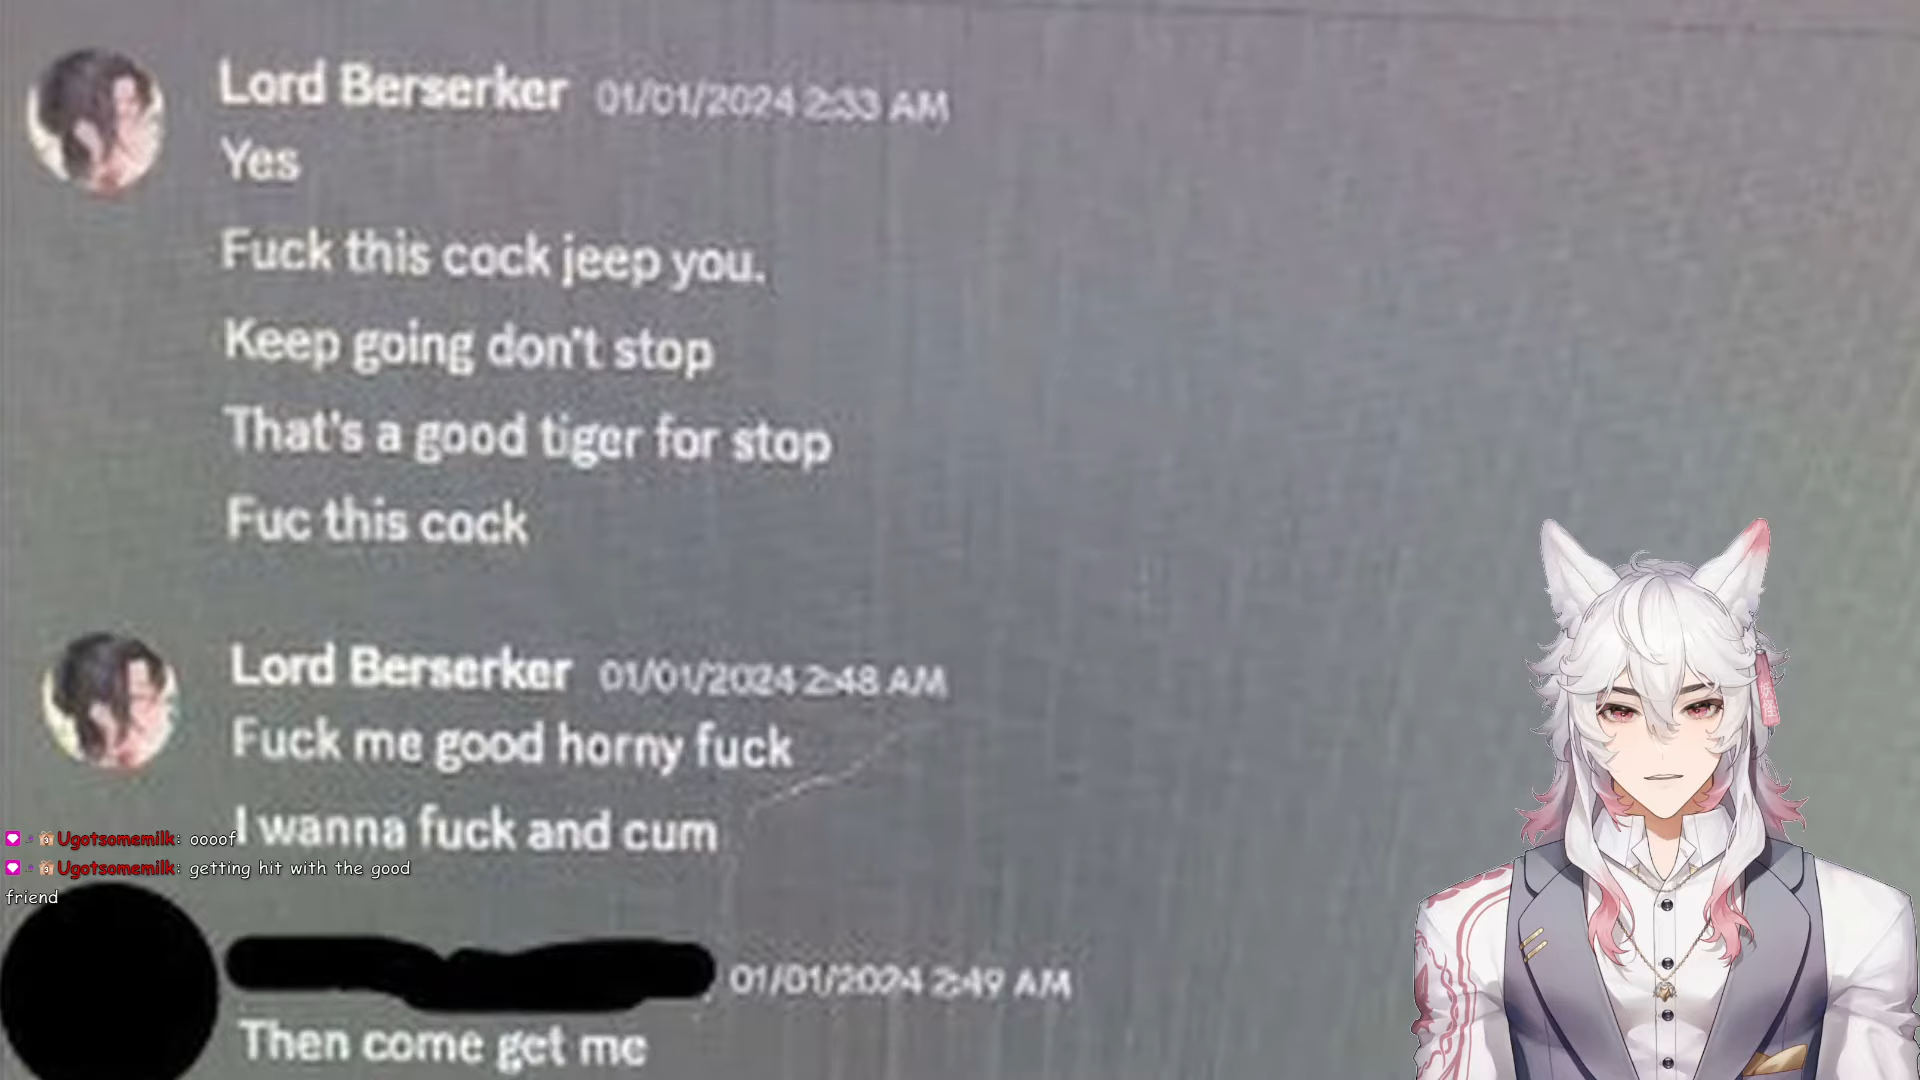 Lord Berserker 01/01/2024 2:33 AM
Yes
Fuck this cock jeep you.
Keep going don't stop
That's a good tiger for stop
Fuc this cock
Lord Berserker 01/01/2024 2:48 AM
Fuck me good horny fuck
I wanna fuck and cum
Ugotsomemilk: oooof
Ugotsomemilk: getting hit with the good
friend
01/01/2024 2:49 AM
Then come get me